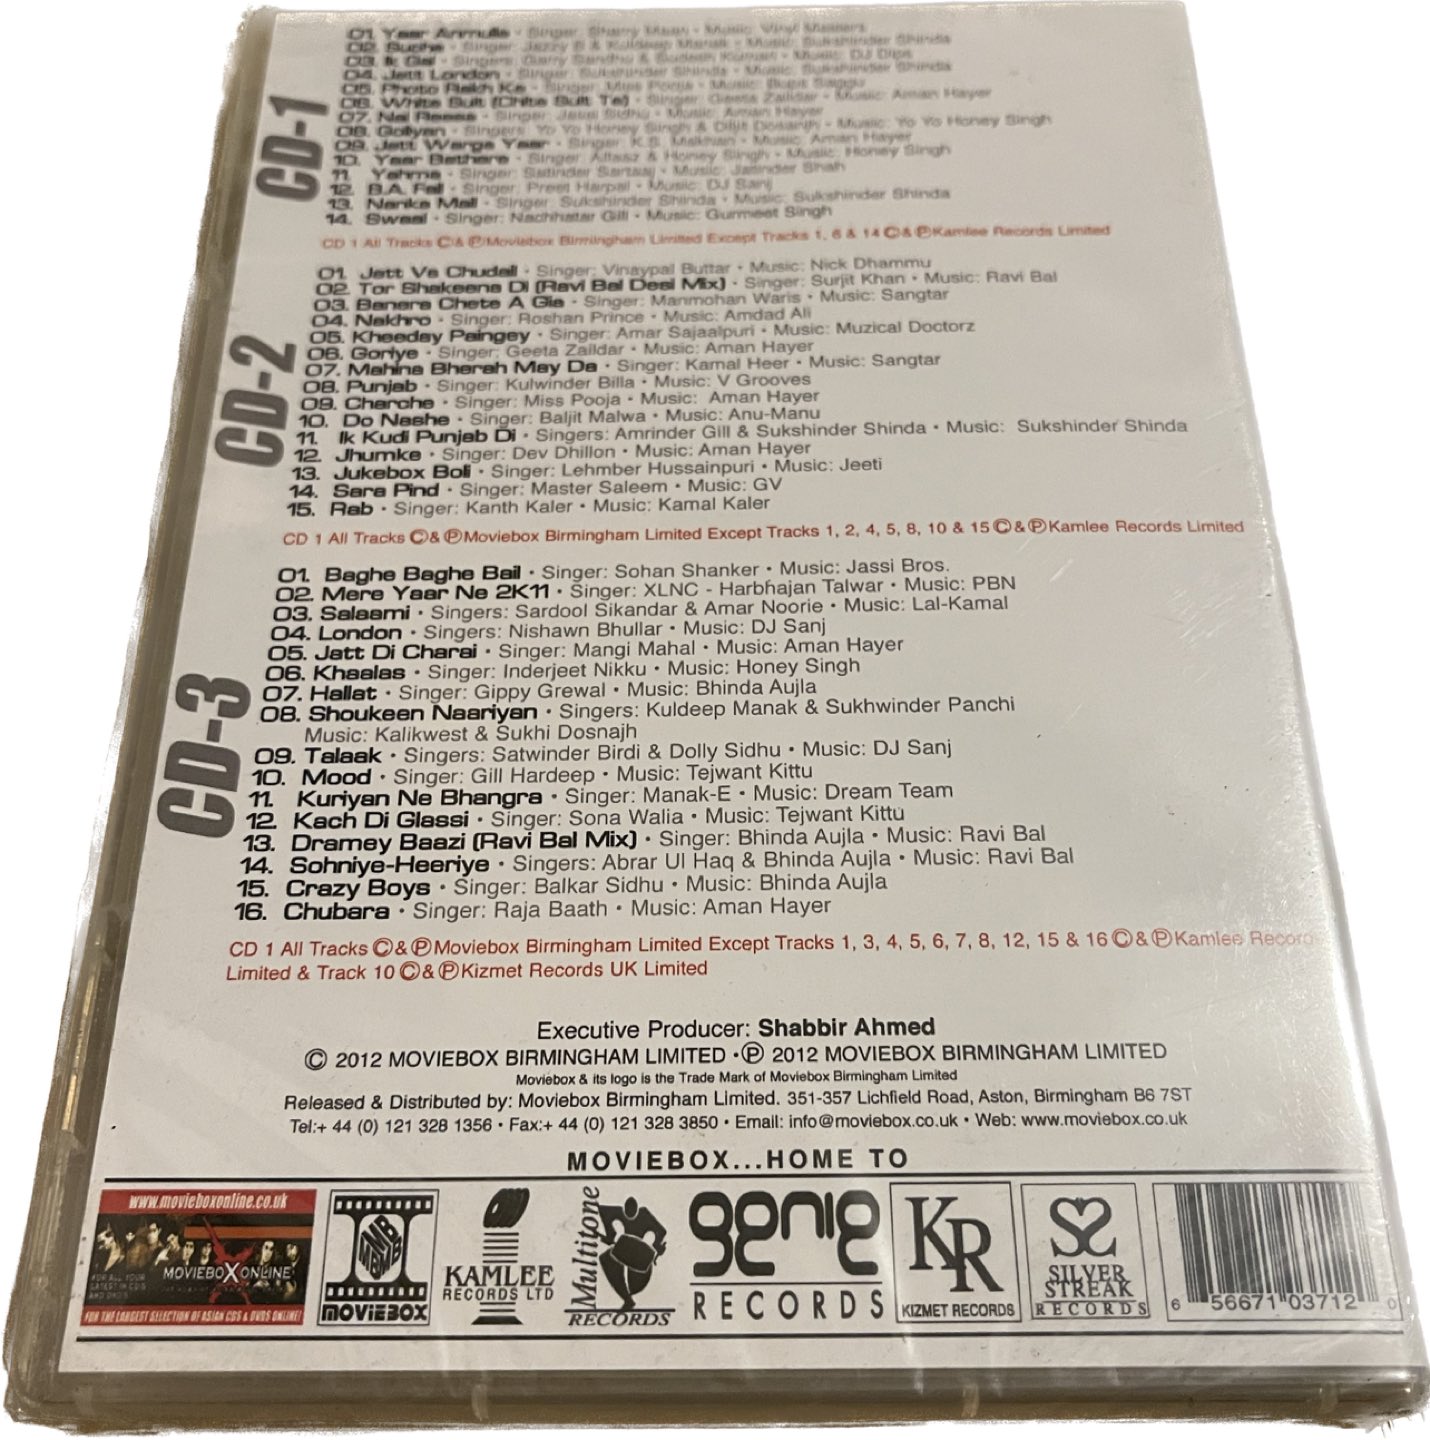 CD-1
01. Yaar Anmulle • Singer: Sharry Maan • Music: Vinyl
02. • Singer: Jazzy B & Kuldeep Manak • Music: Sukshinder Shinda
03. Ik Gal • Singers: Garry Sandhu & • Music: DJ
04. Jatt London • Singer: Sukshinder Shinda • Music: Sukshinder Shinda
05. Photo Rakh Ke • Singer: Miss Pooja • Music:
06. White Suit (Chite Suit Te) • Singer: Geeta Zaildar • Music: Aman Hayer
07. Nai • Singer: • Music: Aman Hayer
08. Goliyan • Singers: Yo Yo Honey Singh & Diljit Dosanjh • Music: Yo Yo Honey Singh
09. Jatt Warge Yaar • Singer: K.S. Makhan • Music: Aman Hayer
10. Yaar Bathere • Singer: Alfaaz & Honey Singh • Music: Honey Singh
11. • Singer: Satinder Sartaaj • Music: Jatinder Shah
12. B.A. Fail • Singer: Preet Harpal • Music: DJ Sanj
13. Nanka Mail • Singer: Sukshinder Shinda • Music: Sukshinder Shinda
14. Swaal • Singer: Nachhatar Gill • Music: Gurmeet Singh
CD 1 All Tracks ©& ℗Moviebox Birmingham Limited Except Tracks 1, 6 & 14 ©& ℗Kamlee Records Limited
CD-2
01. Jatt Vs Chudail • Singer: Vinaypal Buttar • Music: Nick Dhammu
02. Tor Shakeena Di (Ravi Bal Desi Mix) • Singer: Surjit Khan • Music: Ravi Bal
03. Banera Chete A Gia • Singer: Manmohan Waris • Music: Sangtar
04. Nakhro • Singer: Roshan Prince • Music: Amdad Ali
05. Kheeday Paingey • Singer: Amar Sajaalpuri • Music: Muzical Doctorz
06. Goriye • Singer: Geeta Zaildar • Music: Aman Hayer
07. Mahina Bharah May Da • Singer: Kamal Heer • Music: Sangtar
08. Punjab • Singer: Kulwinder Billa • Music: V Grooves
09. Charche • Singer: Miss Pooja • Music: Aman Hayer
10. Do Nashe • Singer: Baljit Malwa • Music: Anu-Manu
11. Ik Kudi Punjab Di • Singers: Amrinder Gill & Sukshinder Shinda • Music: Sukshinder Shinda
12. Jhumke • Singer: Dev Dhillon • Music: Aman Hayer
13. Jukebox Boli • Singer: Lehmber Hussainpuri • Music: Jeeti
14. Sara Pind • Singer: Master Saleem • Music: GV
15. Rab • Singer: Kanth Kaler • Music: Kamal Kaler
CD 1 All Tracks ©& ℗Moviebox Birmingham Limited Except Tracks 1, 2, 4, 5, 8, 10 & 15 ©& ℗Kamlee Records Limited
CD-3
01. Baghe Baghe Bail • Singer: Sohan Shanker • Music: Jassi Bros.
02. Mere Yaar Ne 2K11 • Singer: XLNC - Harbhajan Talwar • Music: PBN
03. Salaami • Singers: Sardool Sikandar & Amar Noorie • Music: Lal-Kamal
04. London • Singers: Nishawn Bhullar • Music: DJ Sanj
05. Jatt Di Charai • Singer: Mangi Mahal • Music: Aman Hayer
06. Khaalas • Singer: Inderjeet Nikku • Music: Honey Singh
07. Hallat • Singer: Gippy Grewal • Music: Bhinda Aujla
08. Shoukeen Naariyan • Singers: Kuldeep Manak & Sukhwinder Panchi
Music: Kalikwest & Sukhi Dosnajh
09. Talaak • Singers: Satwinder Birdi & Dolly Sidhu • Music: DJ Sanj
10. Mood • Singer: Gill Hardeep • Music: Tejwant Kittu
11. Kuriyan Ne Bhangra • Singer: Manak-E • Music: Dream Team
12. Kach Di Glassi • Singer: Sona Walia • Music: Tejwant Kittu
13. Dramey Baazi (Ravi Bal Mix) • Singer: Bhinda Aujla • Music: Ravi Bal
14. Sohniye-Heeriye • Singers: Abrar Ul Haq & Bhinda Aujla • Music: Ravi Bal
15. Crazy Boys • Singer: Balkar Sidhu • Music: Bhinda Aujla
16. Chubara • Singer: Raja Baath • Music: Aman Hayer
CD 1 All Tracks ©& ℗Moviebox Birmingham Limited Except Tracks 1, 3, 4, 5, 6, 7, 8, 12, 15 & 16 ©& ℗Kamlee Records
Limited & Track 10 ©& ℗Kizmet Records UK Limited
Executive Producer: Shabbir Ahmed
© 2012 MOVIEBOX BIRMINGHAM LIMITED • ℗ 2012 MOVIEBOX BIRMINGHAM LIMITED
Moviebox & its logo is the Trade Mark of Moviebox Birmingham Limited
Released & Distributed by: Moviebox Birmingham Limited. 351-357 Lichfield Road, Aston, Birmingham B6 7ST
Tel:+ 44 (0) 121 328 1356 • Fax:+ 44 (0) 121 328 3850 • Email: info@moviebox.co.uk • Web: www.moviebox.co.uk
MOVIEBOX...HOME TO
www.movieboxonline.co.uk
FOR ALL YOUR
LATEST IN CDS
AND DVD'S
MOVIEBOXONLINE
FOR THE LARGEST SELECTION OF ASIAN CDS & DVDS ONLINE!
MOVIEBOX
KAMLEE
RECORDS LTD
Multitone
RECORDS
genie
RECORDS
KR
KIZMET RECORDS
SILVER
STREAK
RECORDS
6 56671 03712 0